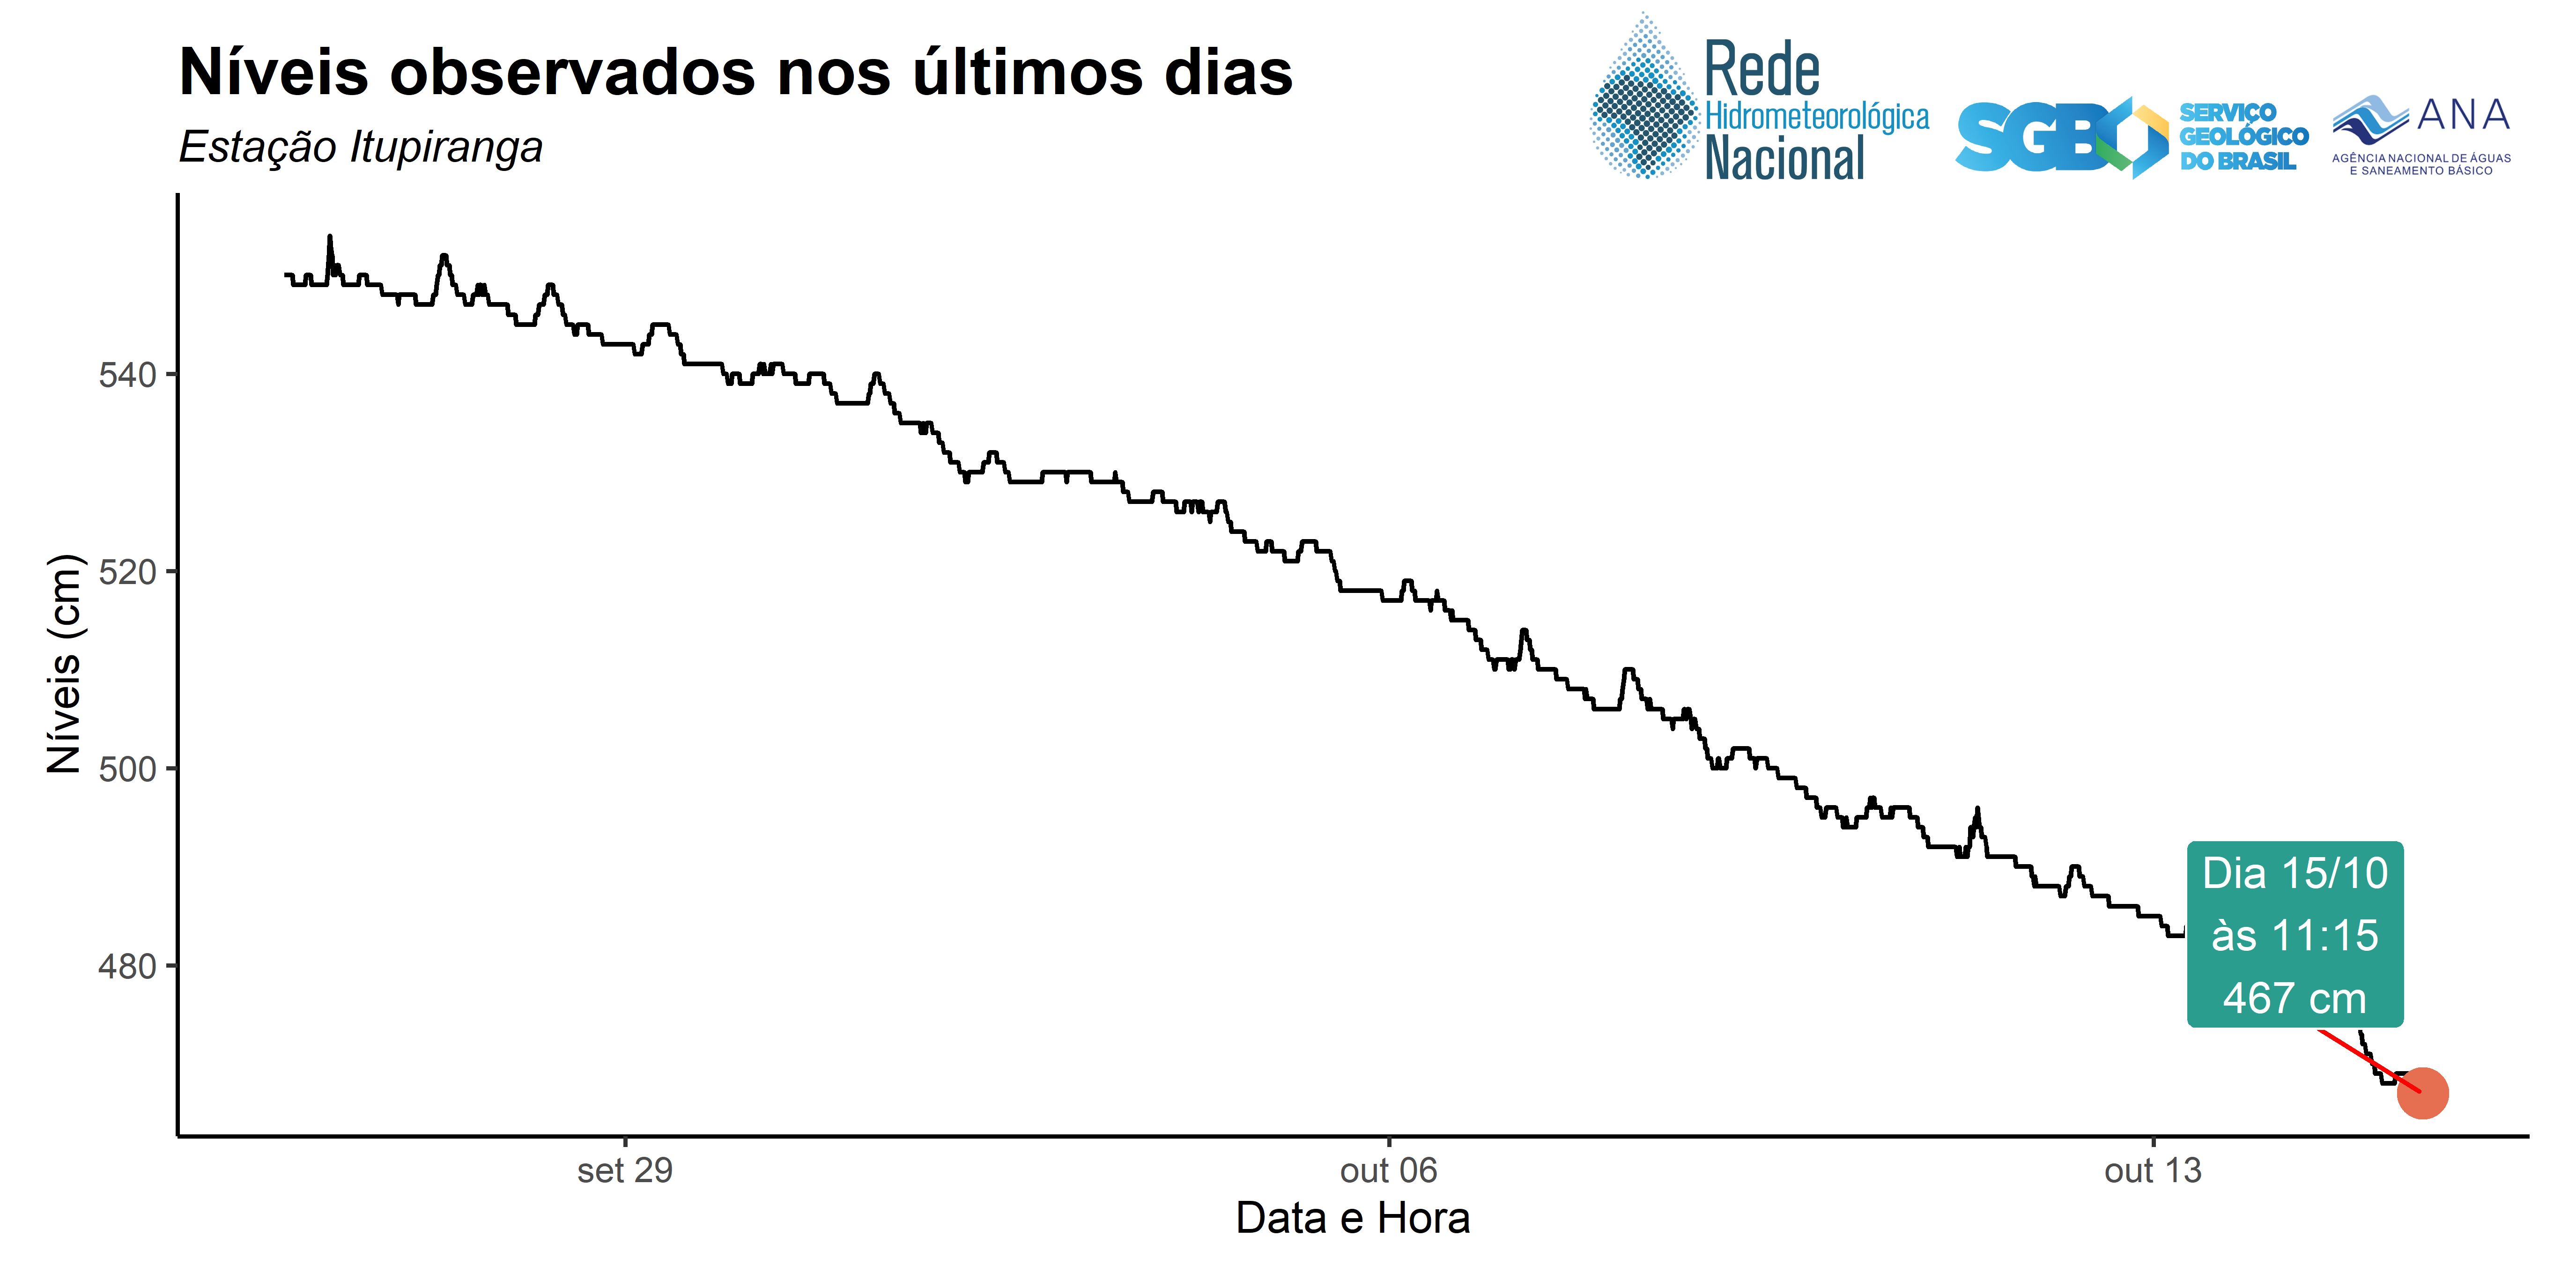 Níveis observados nos últimos dias
Estação Itupiranga
Rede
Hidrometeorológica
Nacional
SGB
SERVIÇO
GEOLÓGICO
DO BRASIL
ANA
AGÊNCIA NACIONAL DE ÁGUAS
E SANEAMENTO BÁSICO
Níveis (cm)
540
520
500
480
Dia 15/10
às 11:15
467 cm
set 29
out 06
out 13
Data e Hora